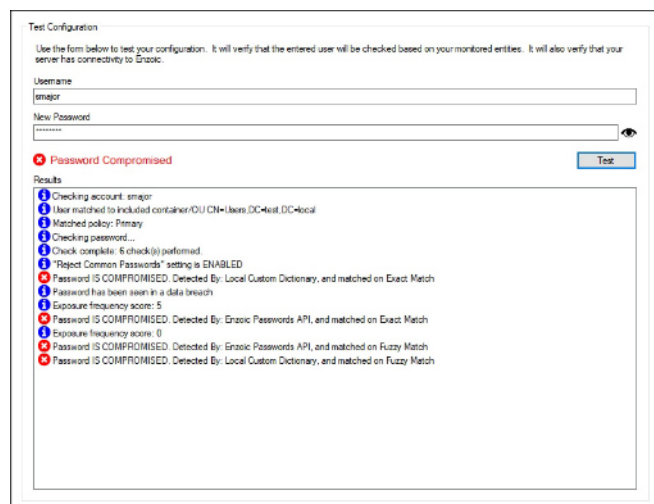 Test Configuration
Use the form below to test your configuration. It will verify that the entered user will be checked based on your monitored entities. It will also verify that your
server has connectivity to Enzoic.
Username
smajor
New Password
********
Password Compromised
Test
Results
Checking account: smajor
User matched to included container/OU CN=Users,DC=test,DC=local
Matched policy: Primary
Checking password...
Check complete: 6 check(s) performed.
"Reject Common Passwords" setting is ENABLED
Password IS COMPROMISED. Detected By: Local Custom Dictionary, and matched on Exact Match
Password has been seen in a data breach
Exposure frequency score: 5
Password IS COMPROMISED. Detected By: Enzoic Passwords API, and matched on Exact Match
Exposure frequency score: 0
Password IS COMPROMISED. Detected By: Enzoic Passwords API, and matched on Fuzzy Match
Password IS COMPROMISED. Detected By: Local Custom Dictionary, and matched on Fuzzy Match